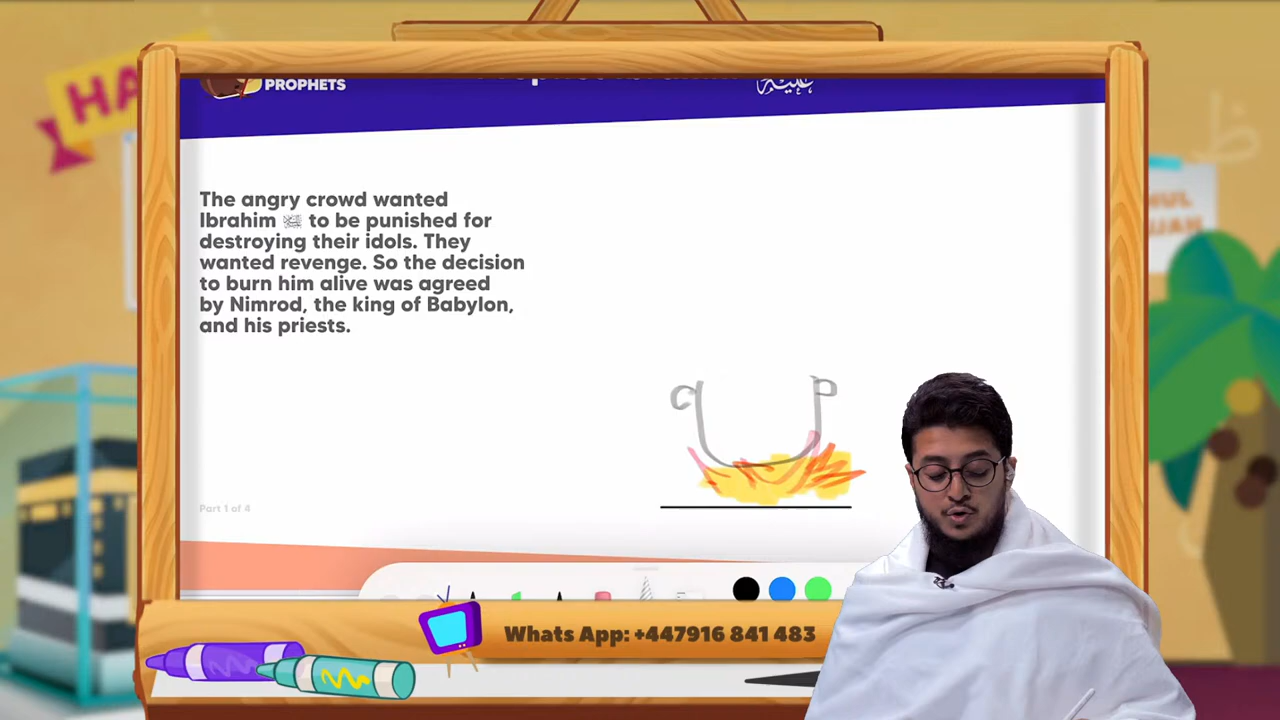 HA
PROPHETS
عليه
The angry crowd wanted
Ibrahim to be punished for
destroying their idols. They
wanted revenge. So the decision
to burn him alive was agreed
by Nimrod, the king of Babylon,
and his priests.
Part 1 of 4
ظ
Whats App: +447916 841 483